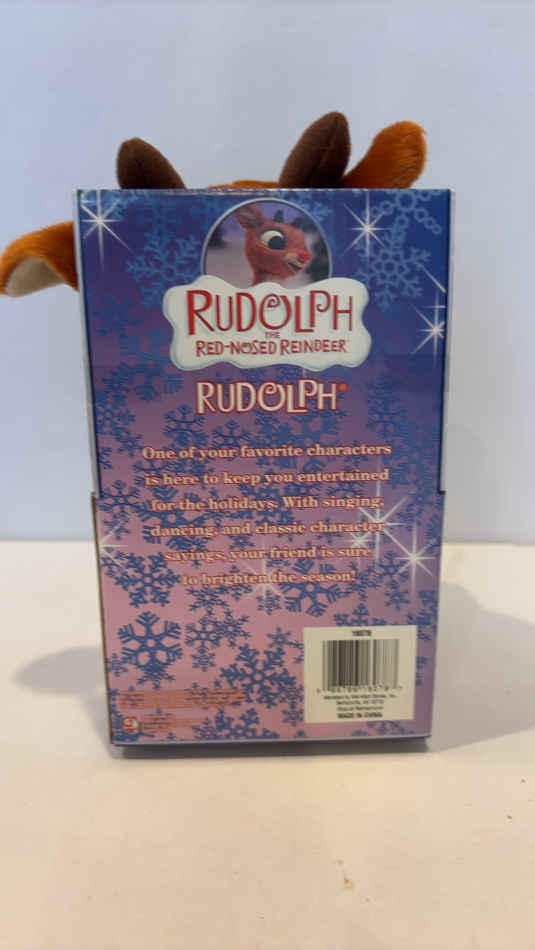 RUDOLPH
THE
RED-NOSED REINDEER
RUDOLPH®
One of your favorite characters
is here to keep you entertained
for the holidays. With singing,
dancing, and classic character
sayings, your friend is sure
to brighten the season!
MADE IN CHINA